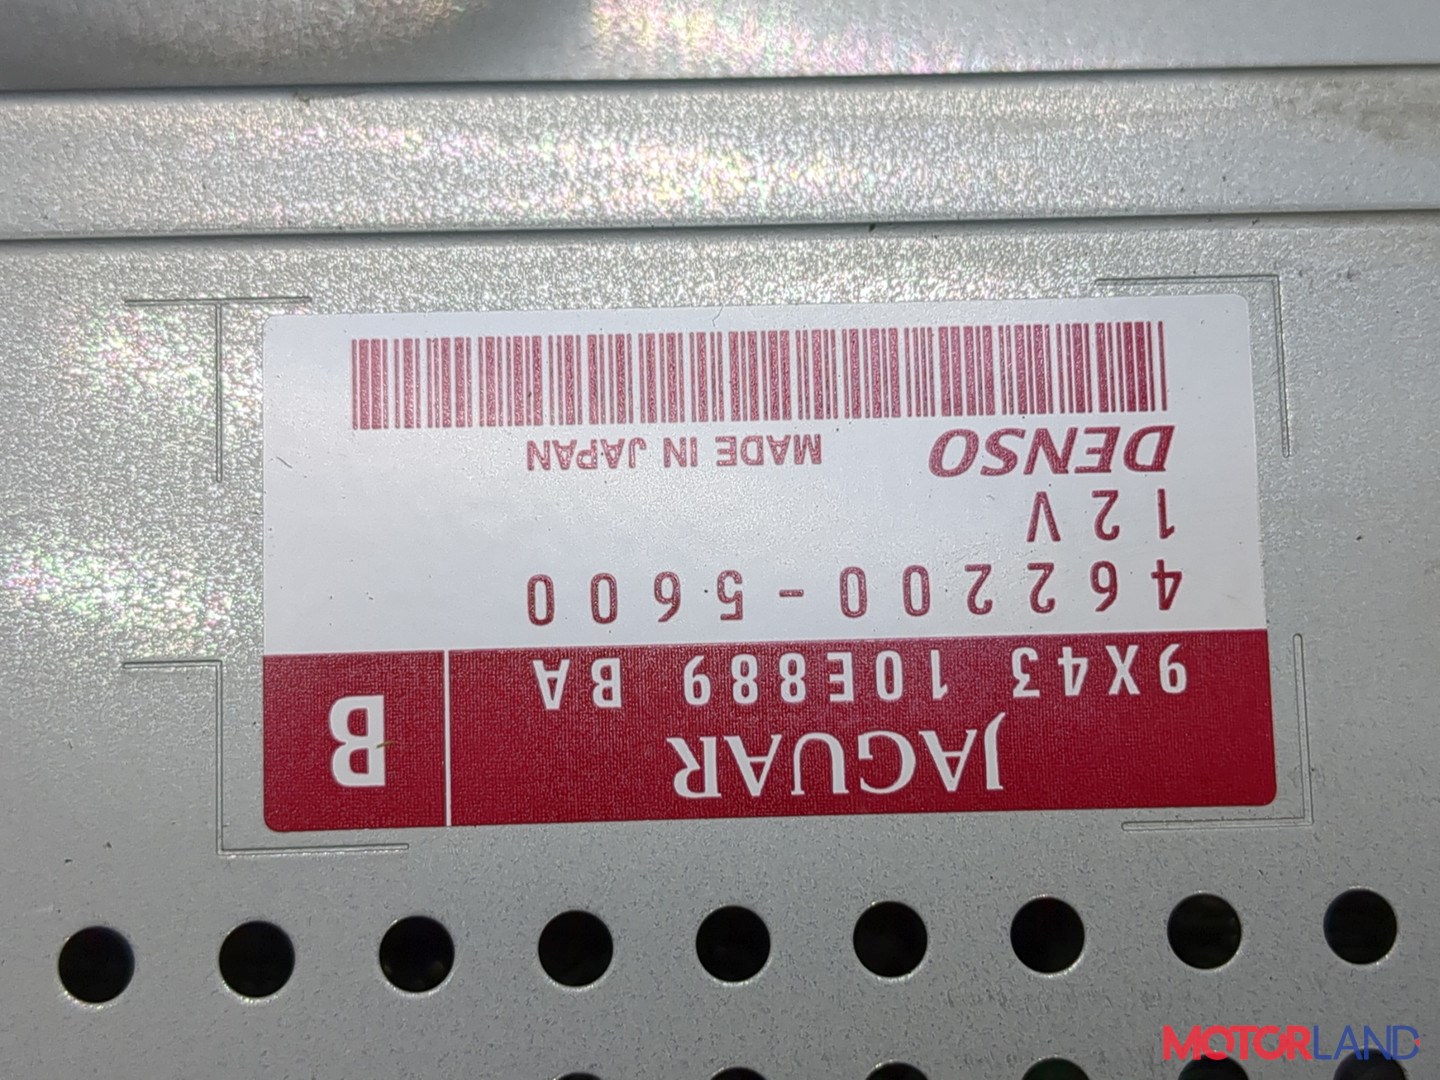 JAGUAR
B
9X43 10E889 BA
462200-5600
12V
DENSO MADE IN JAPAN
MOTORLAND